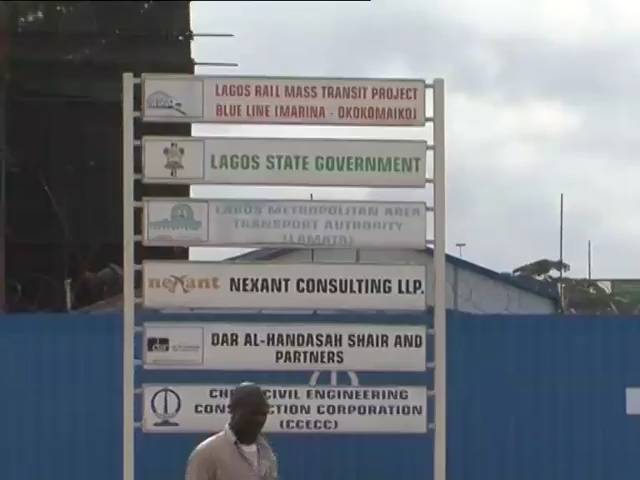 LAGOS RAIL MASS TRANSIT PROJECT
BLUE LINE (MARINA - OKOKOMAIKO)
LAGOS STATE GOVERNMENT
LAGOS METROPOLITAN AREA
TRANSPORT AUTHORITY
(LAMATA)
nexant NEXANT CONSULTING LLP.
dar
DAR AL-HANDASAH SHAIR AND
PARTNERS
CIVIL ENGINEERING
CORPORATION
(CCECC)